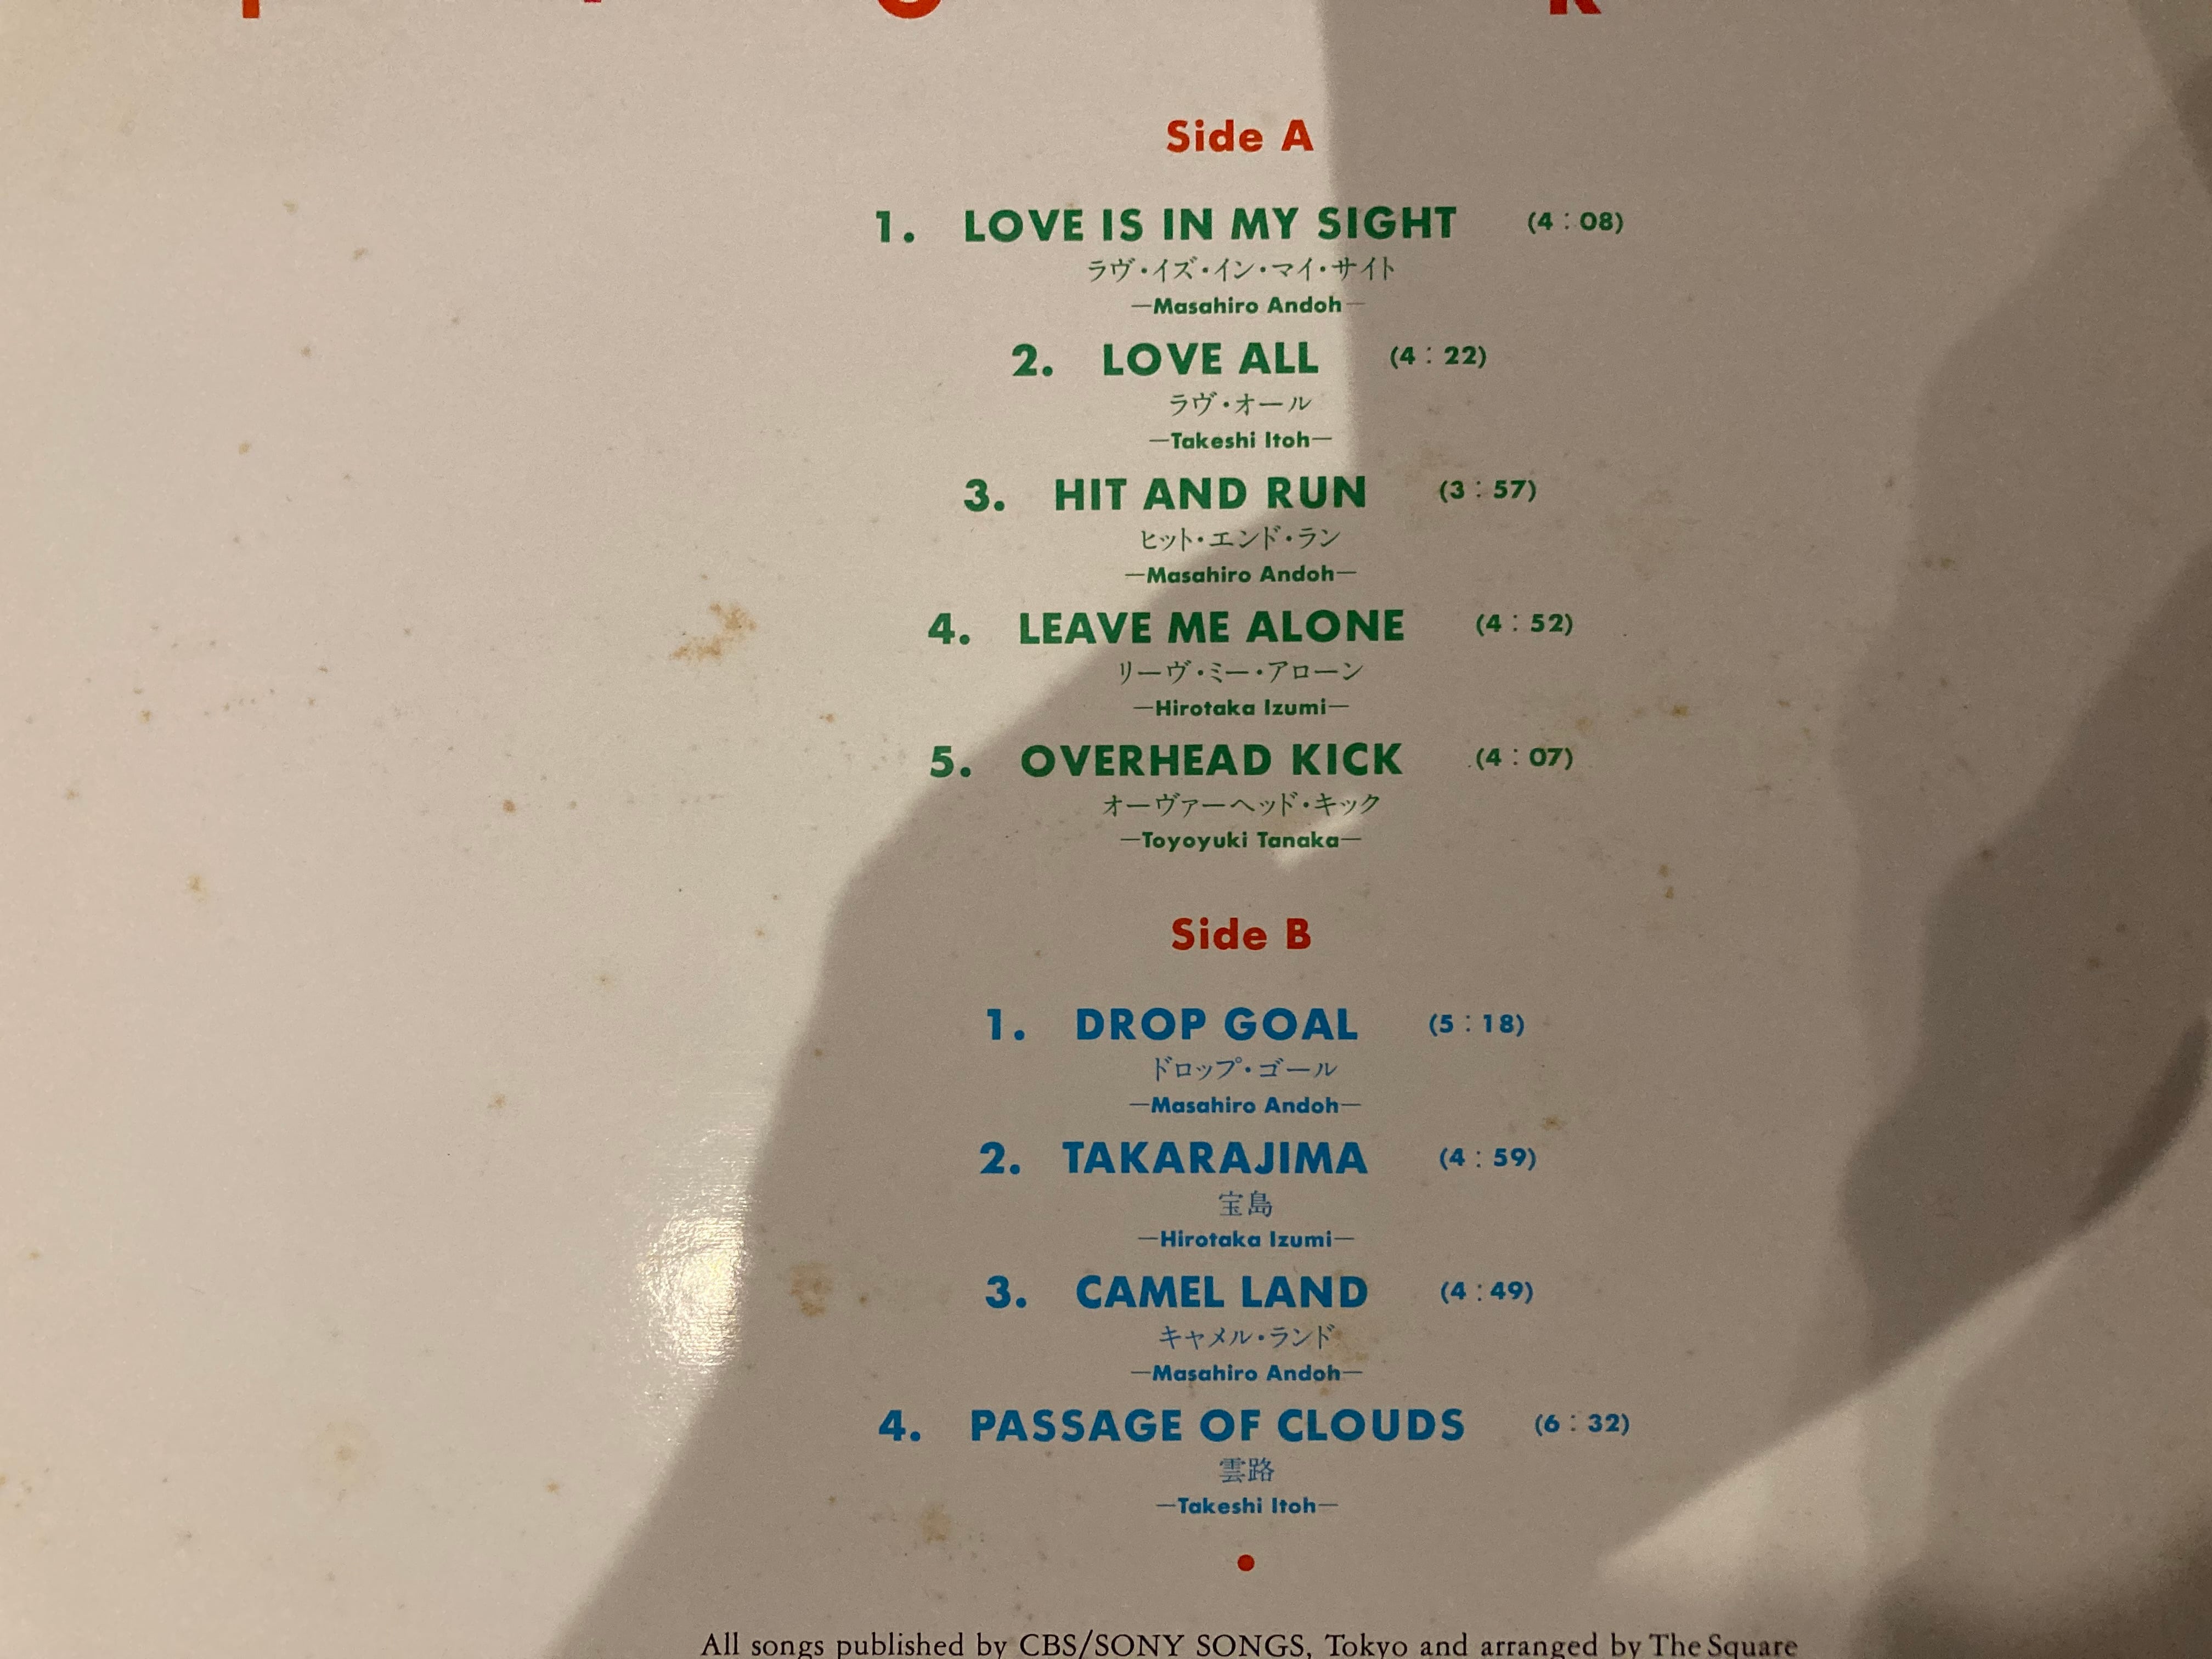 Side A
1. LOVE IS IN MY SIGHT (4:08)
ラヴ・イズ・イン・マイ・サイト
—Masahiro Andoh—
2. LOVE ALL (4:22)
ラヴ・オール
—Takeshi Itoh—
3. HIT AND RUN (3:57)
ヒット・エンド・ラン
—Masahiro Andoh—
4. LEAVE ME ALONE (4:52)
リーヴ・ミー・アローン
—Hirotaka Izumi—
5. OVERHEAD KICK (4:07)
オーヴァーヘッド・キック
—Toyoyuki Tanaka—
Side B
1. DROP GOAL (5:18)
ドロップ・ゴール
—Masahiro Andoh—
2. TAKARAJIMA (4:59)
宝島
—Hirotaka Izumi—
3. CAMEL LAND (4:49)
キャメル・ランド
—Masahiro Andoh—
4. PASSAGE OF CLOUDS (6:32)
雲路
—Takeshi Itoh—
All songs published by CBS/SONY SONGS, Tokyo and arranged by The Square